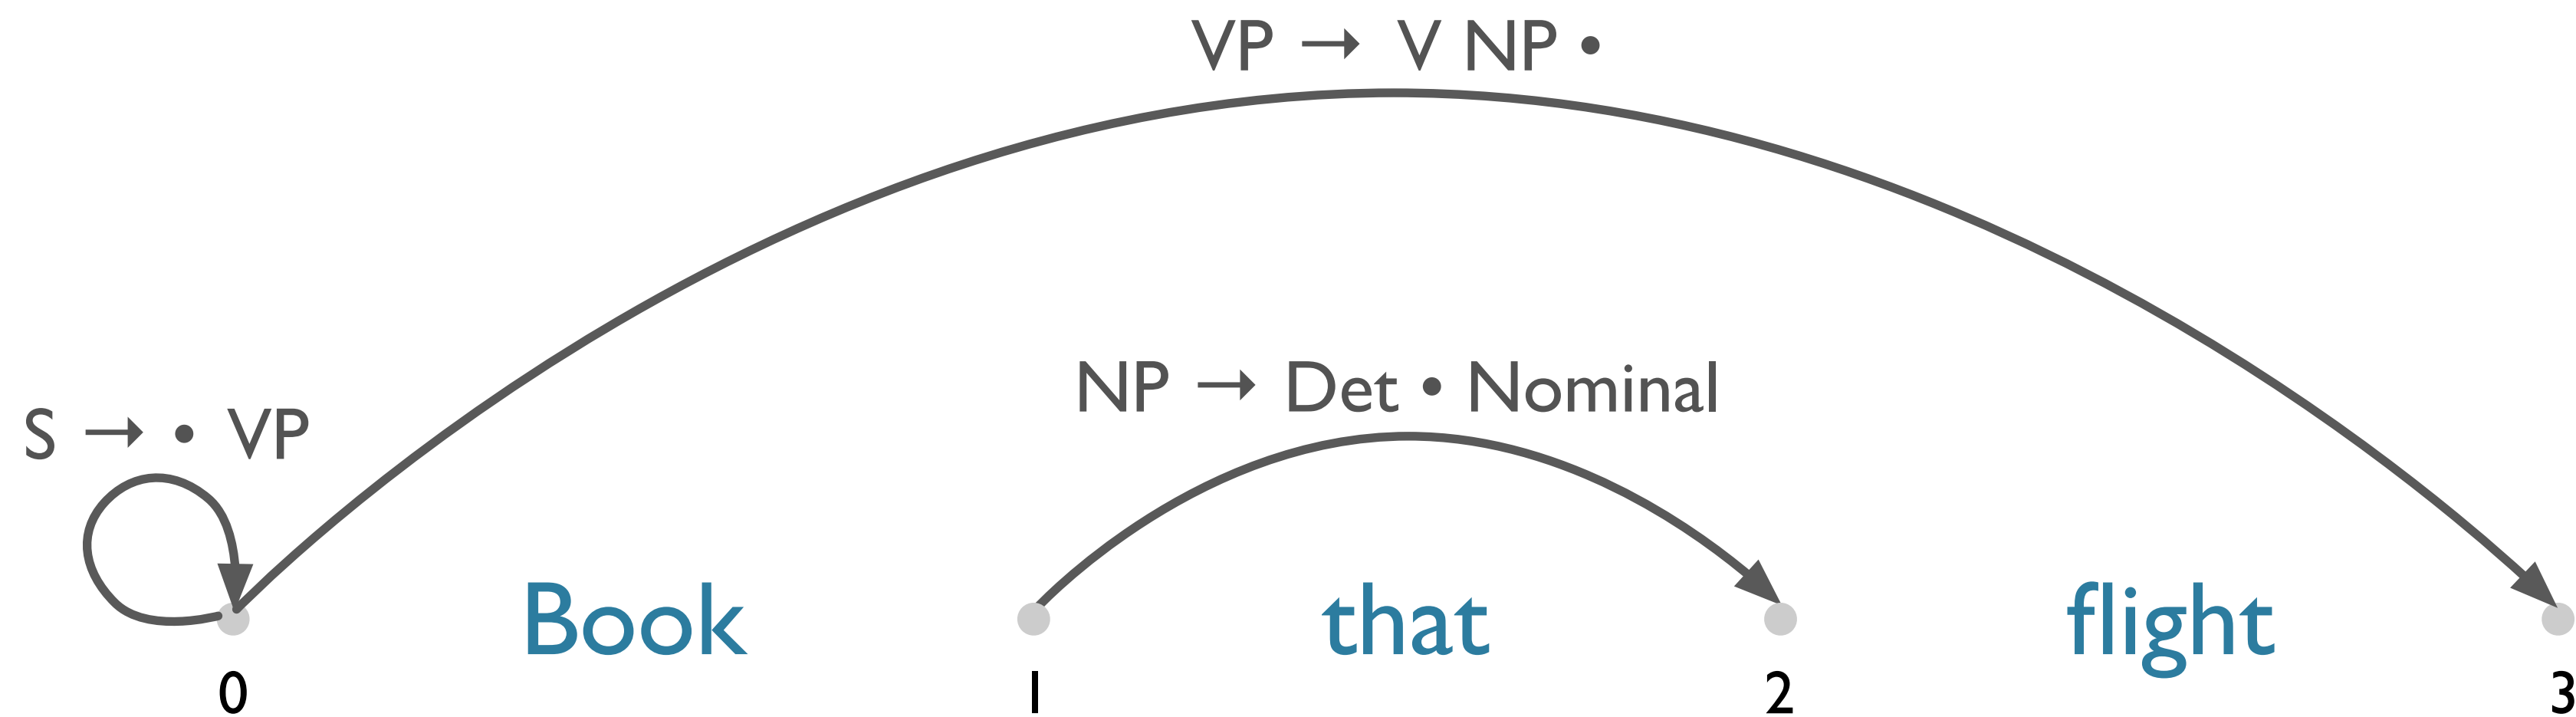 VP → V NP •
NP → Det • Nominal
S → • VP
Book that flight
0 1 2 3